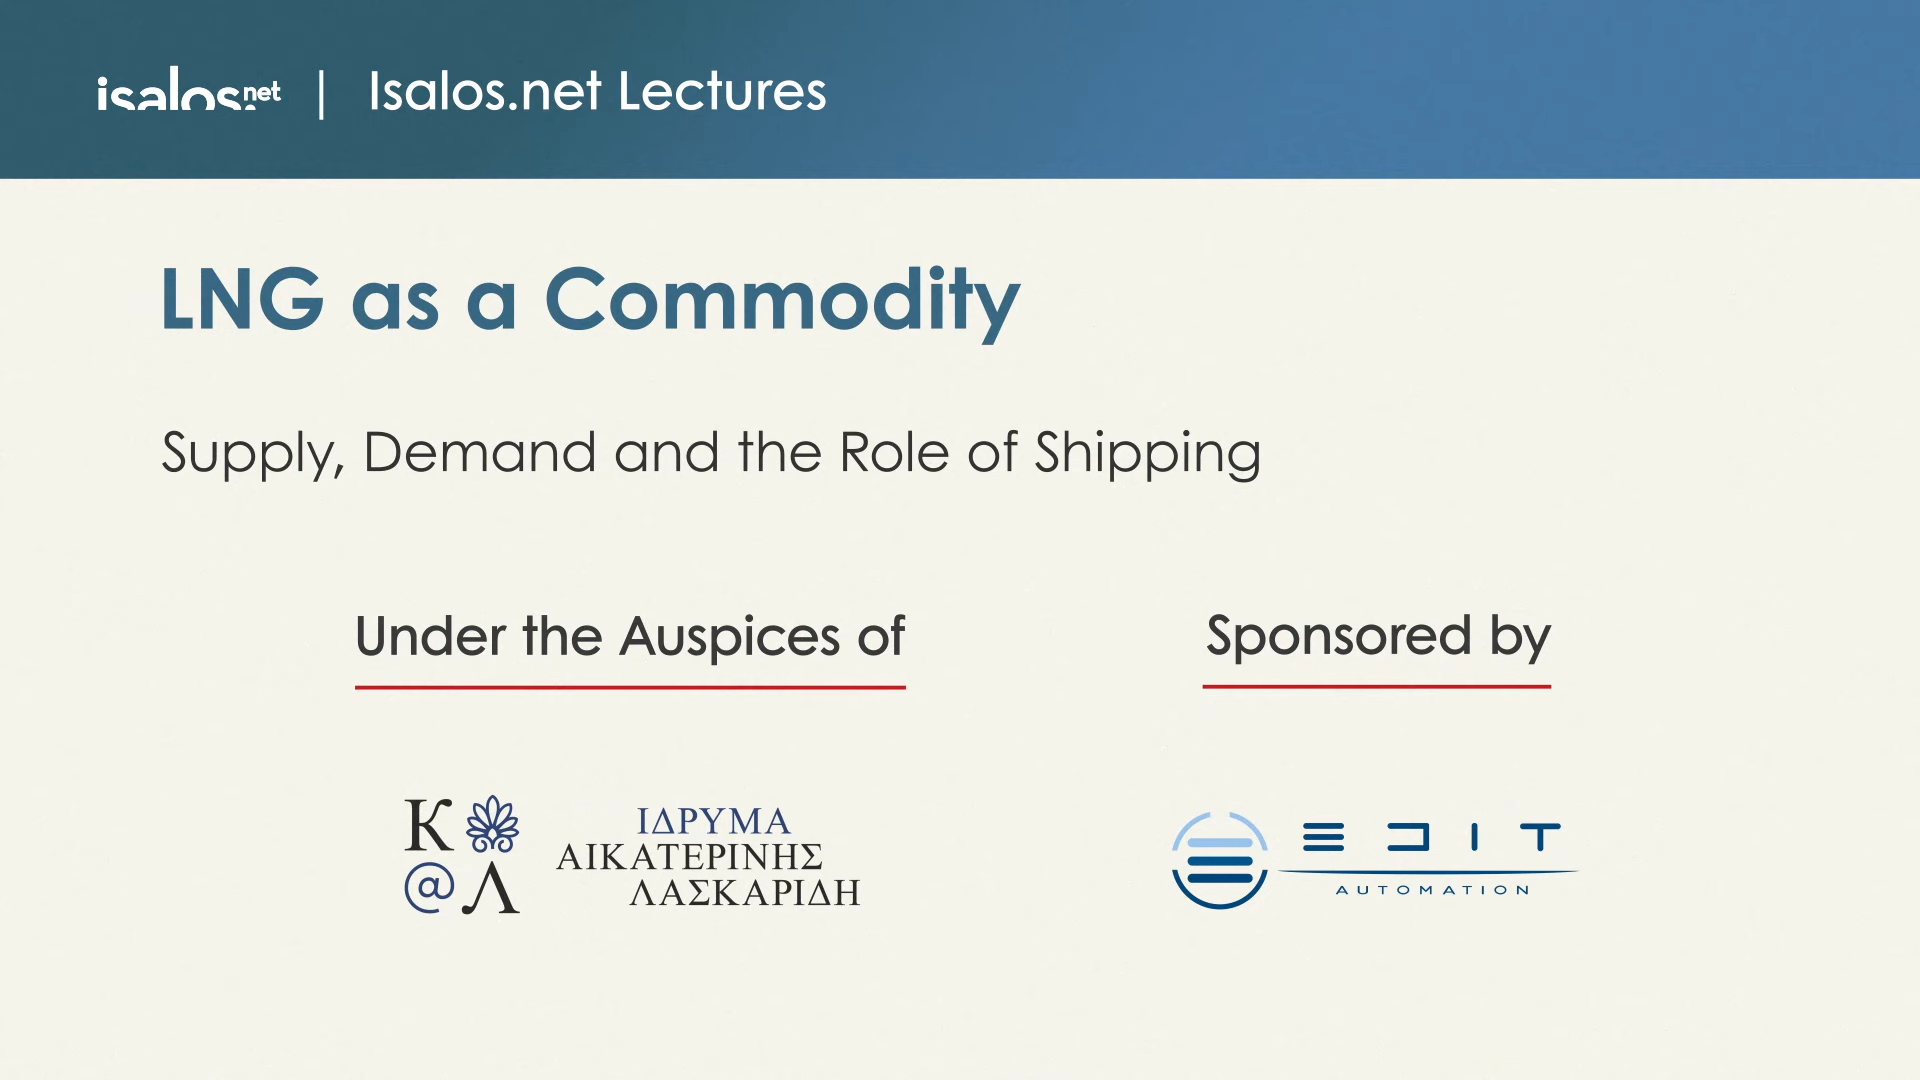 isalos.net | Isalos.net Lectures
LNG as a Commodity
Supply, Demand and the Role of Shipping
Under the Auspices of
Κ @ Λ
ΙΔΡΥΜΑ
ΑΙΚΑΤΕΡΙΝΗΣ
ΛΑΣΚΑΡΙΔΗ
Sponsored by
EDIT
AUTOMATION